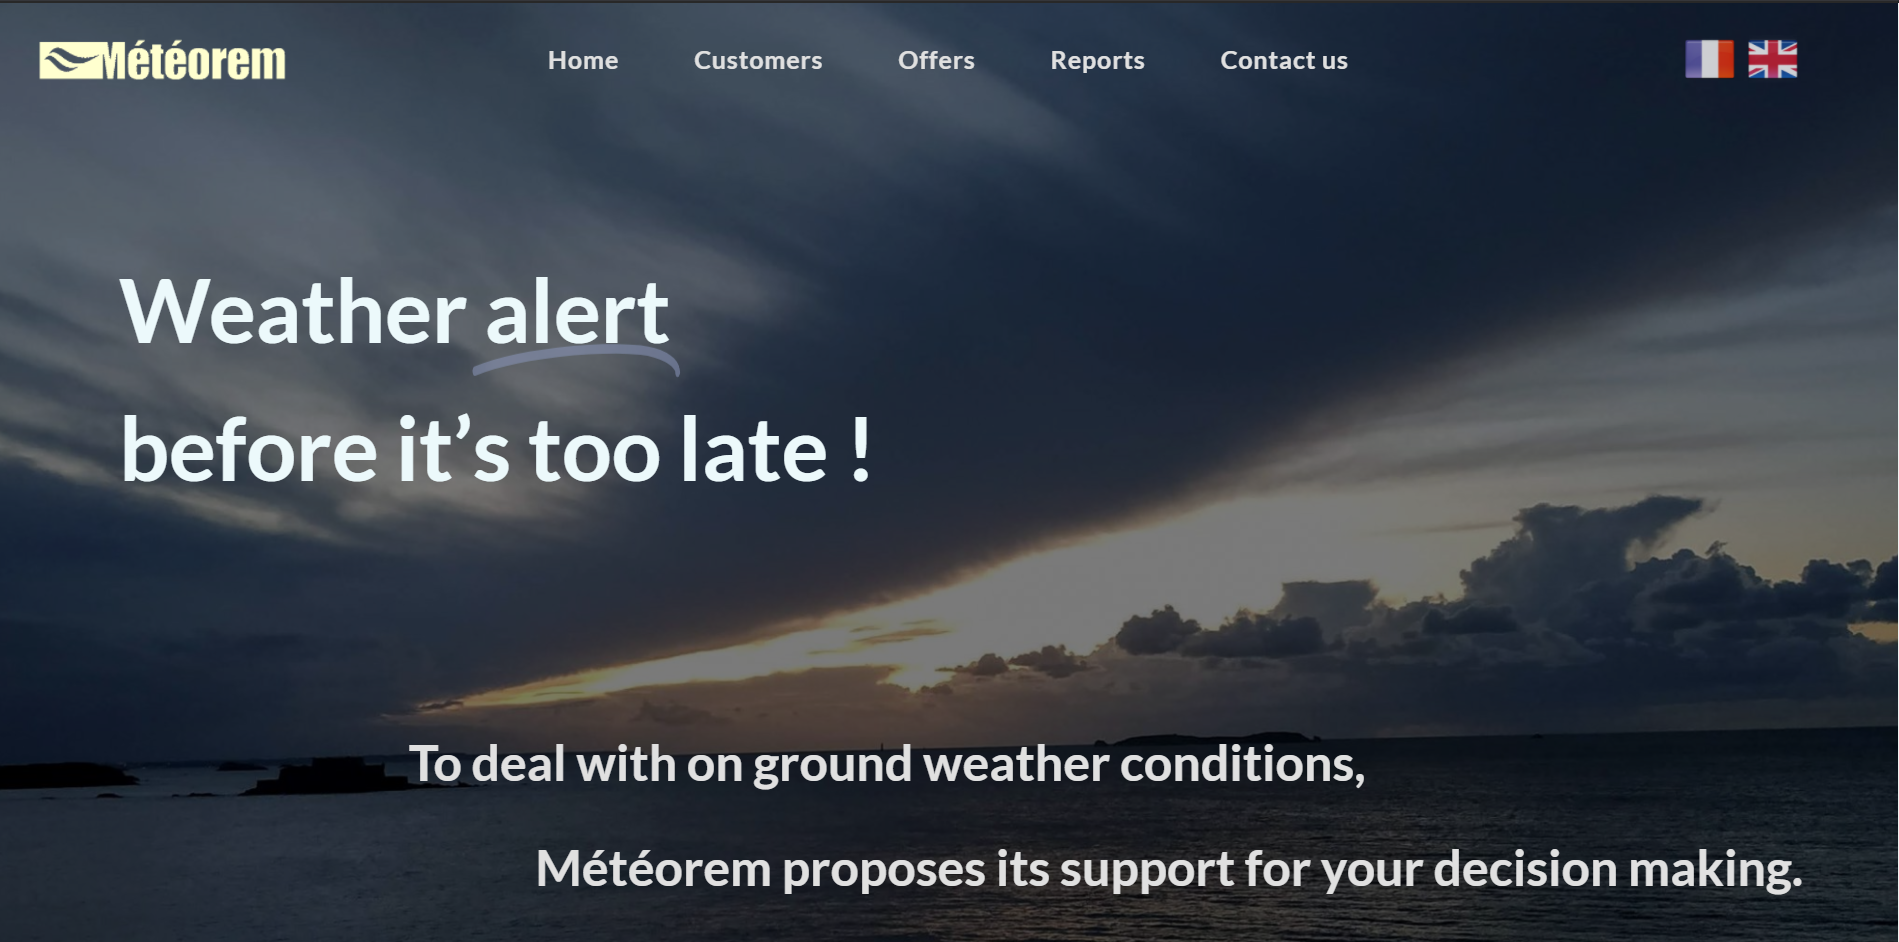 Météorem
Home
Customers
Offers
Reports
Contact us
Weather alert
before it’s too late !
To deal with on ground weather conditions,
Météorem proposes its support for your decision making.